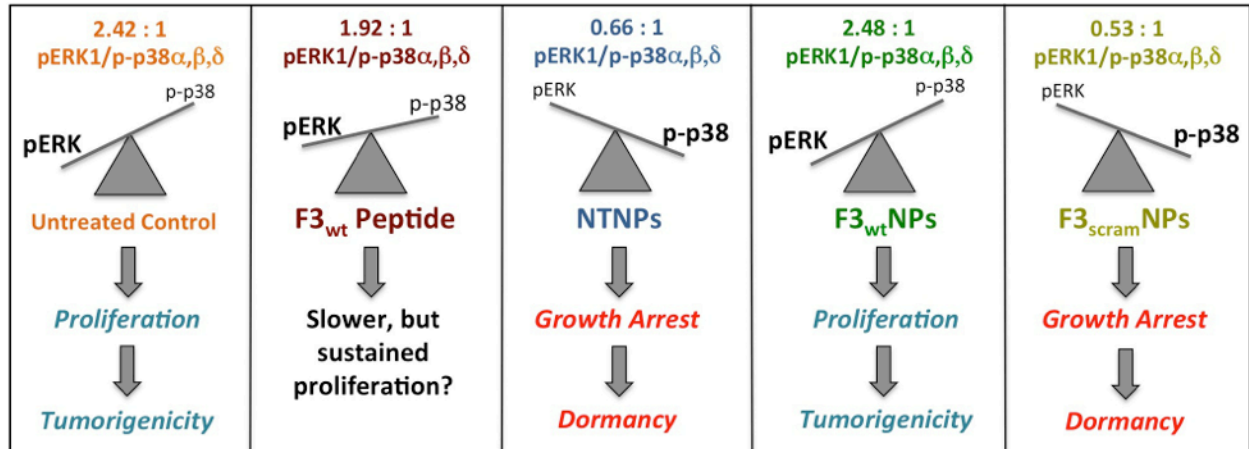 2.42 : 1
pERK1/p-p38α,β,δ
p-p38
pERK
Untreated Control
Proliferation
Tumorigenicity
1.92 : 1
pERK1/p-p38α,β,δ
p-p38
pERK
F3wt Peptide
Slower, but
sustained
proliferation?
0.66 : 1
pERK1/p-p38α,β,δ
pERK
p-p38
NTNPs
Growth Arrest
Dormancy
2.48 : 1
pERK1/p-p38α,β,δ
p-p38
pERK
F3wtNPs
Proliferation
Tumorigenicity
0.53 : 1
pERK1/p-p38α,β,δ
pERK
p-p38
F3scramNPs
Growth Arrest
Dormancy